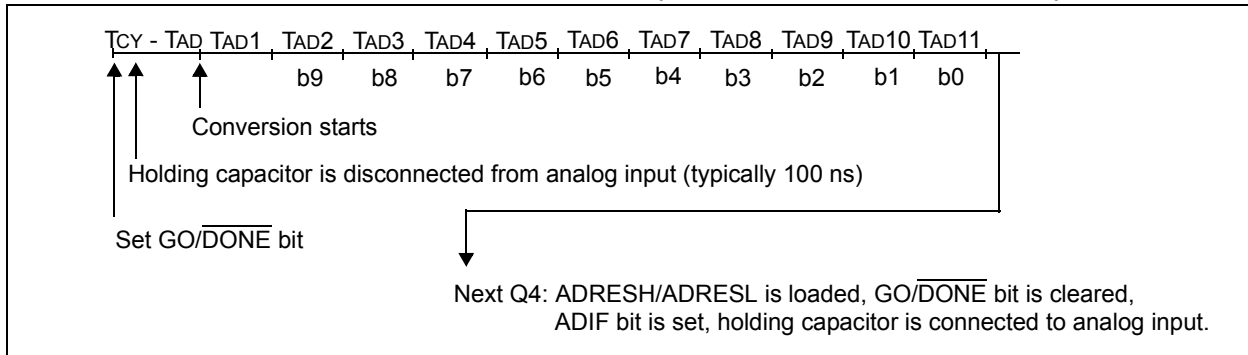 TCY - TAD TAD1 TAD2 TAD3 TAD4 TAD5 TAD6 TAD7 TAD8 TAD9 TAD10 TAD11
b9 b8 b7 b6 b5 b4 b3 b2 b1 b0
Conversion starts
Holding capacitor is disconnected from analog input (typically 100 ns)
Set GO/DONE bit
Next Q4: ADRESH/ADRESL is loaded, GO/DONE bit is cleared,
ADIF bit is set, holding capacitor is connected to analog input.